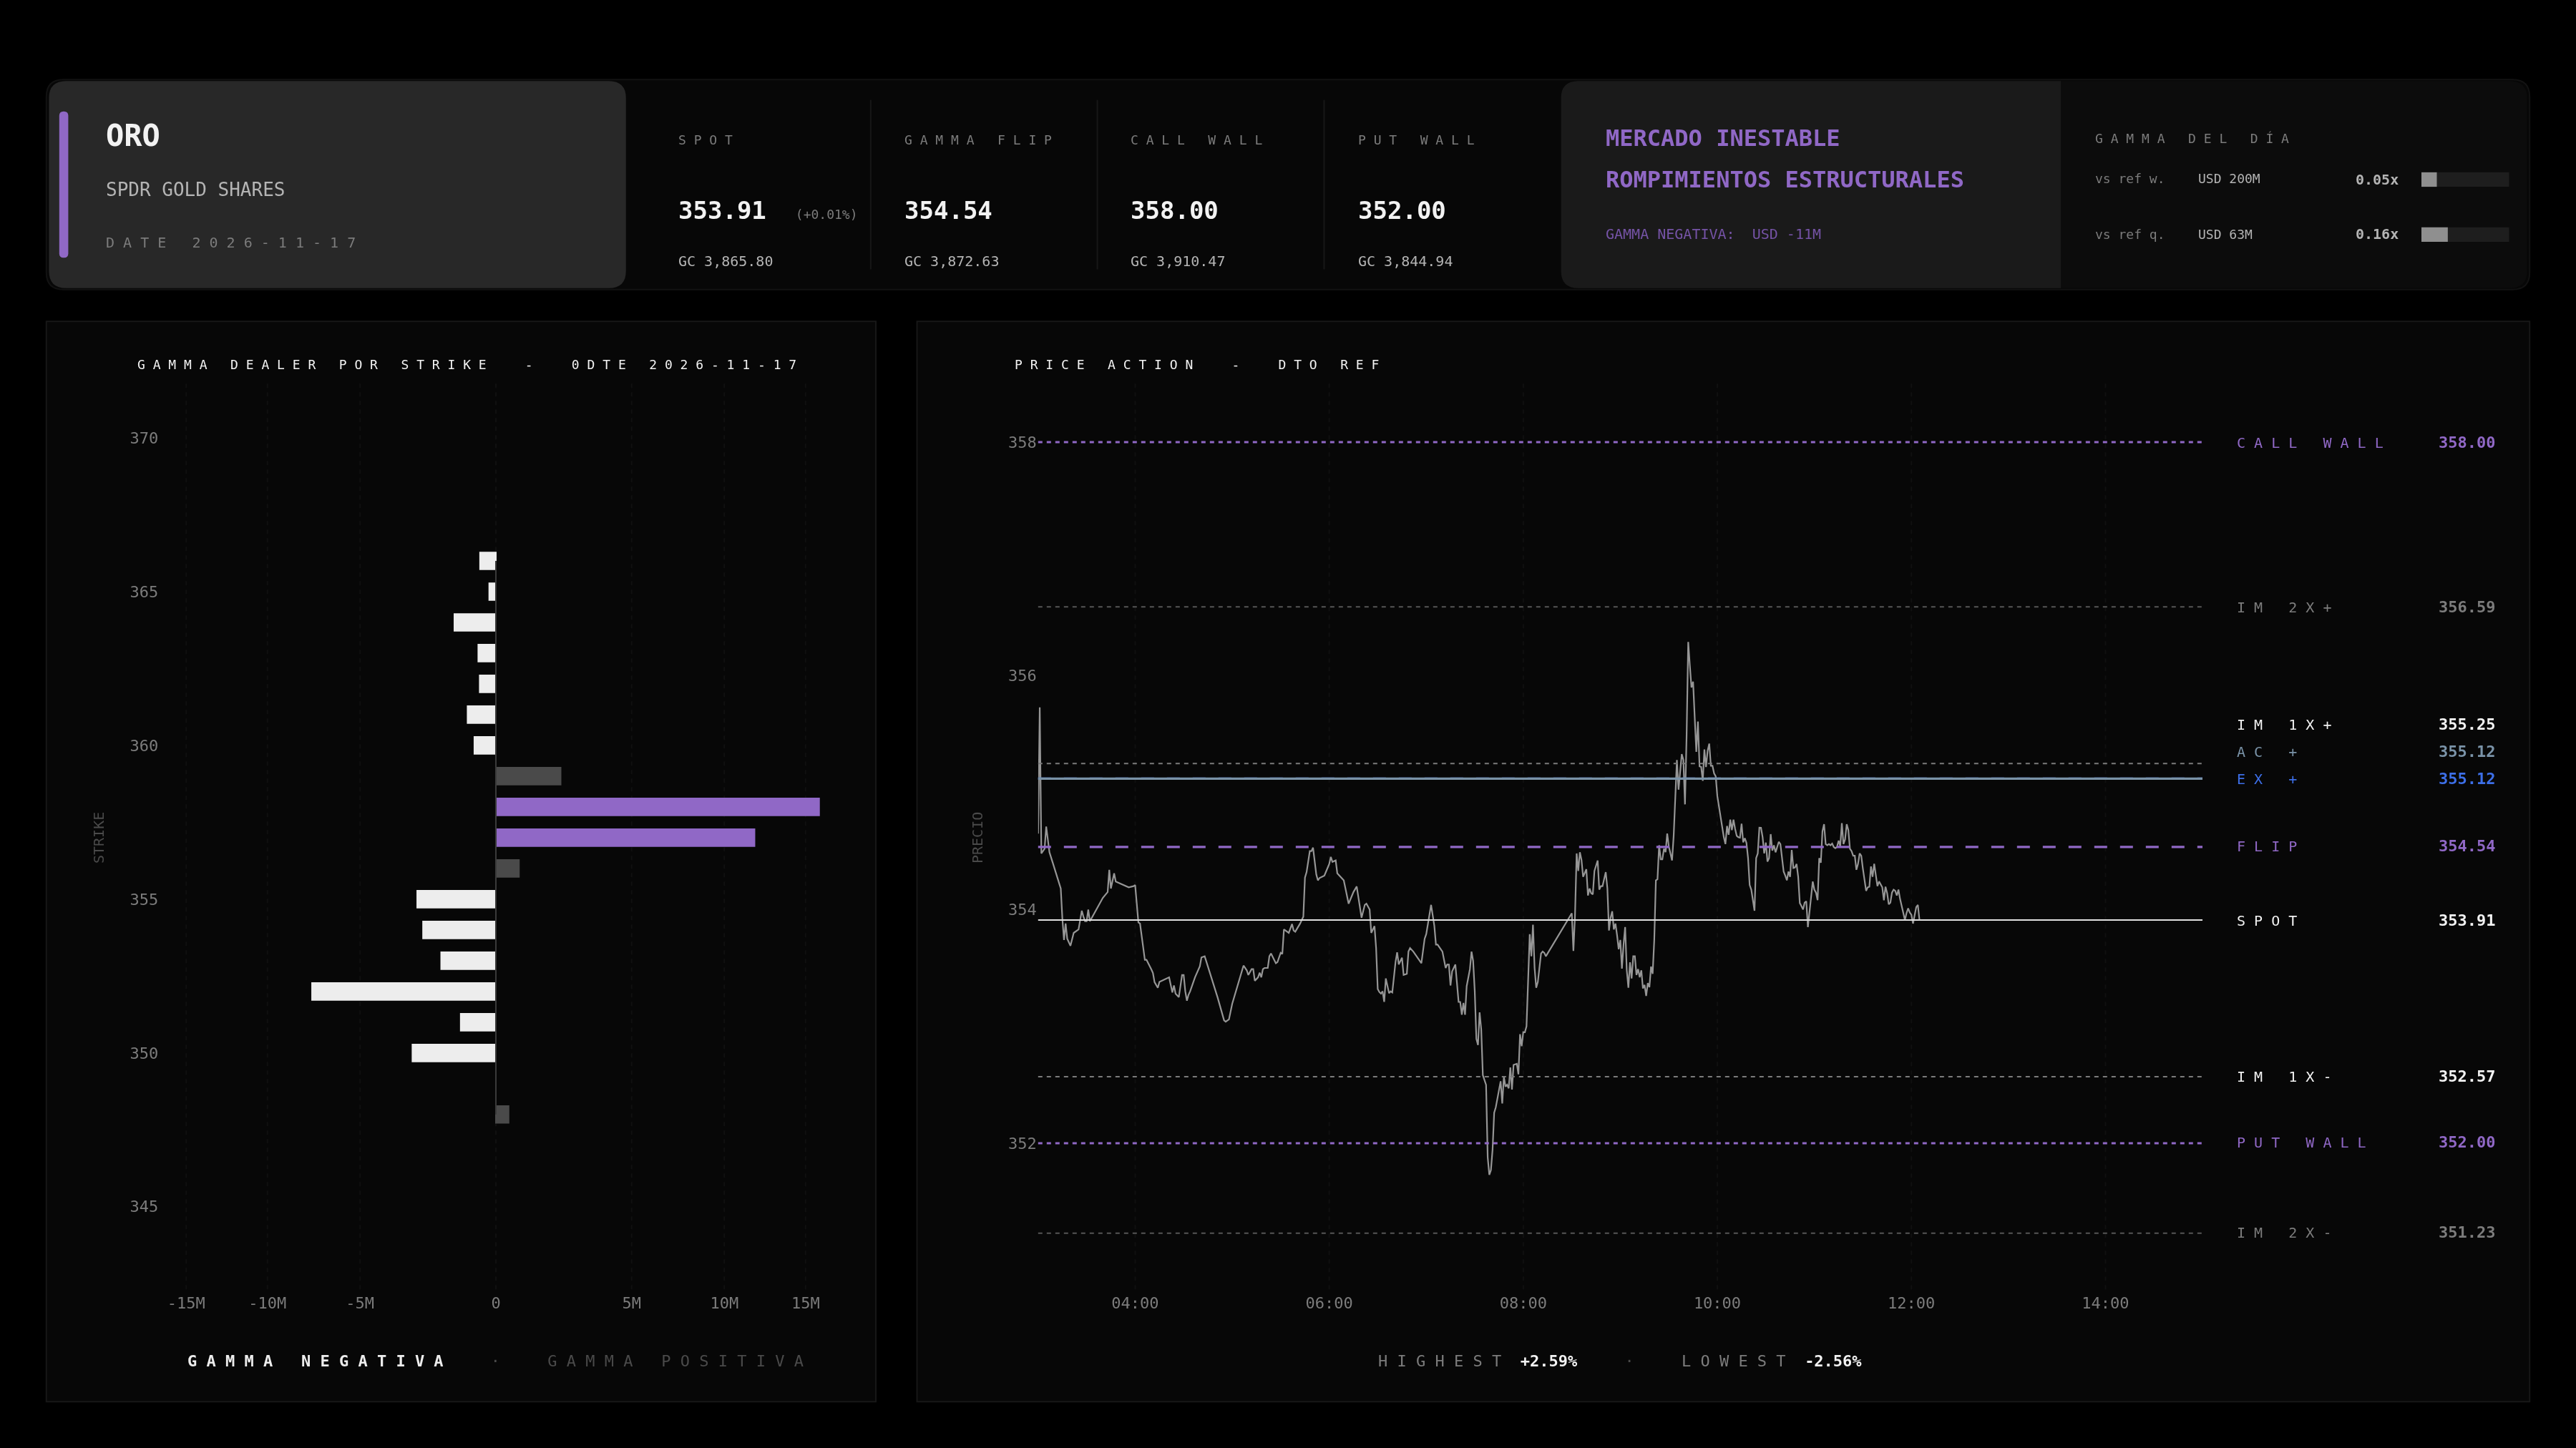 ORO
SPDR GOLD SHARES
DATE 2026-11-17
SPOT
353.91 (+0.01%)
GC 3,865.80
GAMMA FLIP
354.54
GC 3,872.63
CALL WALL
358.00
GC 3,910.47
PUT WALL
352.00
GC 3,844.94
MERCADO INESTABLE
ROMPIMIENTOS ESTRUCTURALES
GAMMA NEGATIVA: USD -11M
GAMMA DEL DÍA
vs ref w. USD 200M 0.05x
vs ref q. USD 63M 0.16x
GAMMA DEALER POR STRIKE - 0DTE 2026-11-17
370
365
360
355
350
345
STRIKE
-15M -10M -5M 0 5M 10M 15M
GAMMA NEGATIVA · GAMMA POSITIVA
PRICE ACTION - DTO REF
358
356
354
352
PRECIO
CALL WALL 358.00
IM 2X+ 356.59
IM 1X+ 355.25
AC + 355.12
EX + 355.12
FLIP 354.54
SPOT 353.91
IM 1X- 352.57
PUT WALL 352.00
IM 2X- 351.23
04:00 06:00 08:00 10:00 12:00 14:00
HIGHEST +2.59% · LOWEST -2.56%